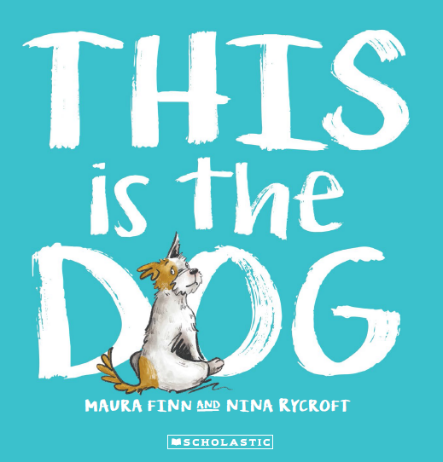 THIS
is the
DOG
MAURA FINN AND NINA RYCROFT
SCHOLASTIC